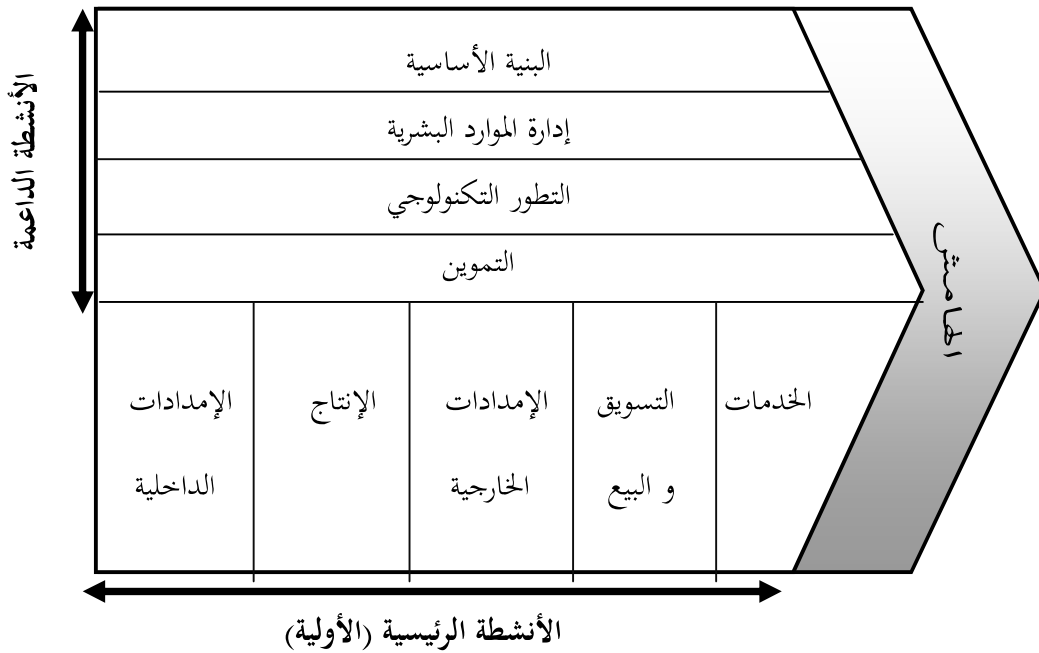 البنية الأساسية
إدارة الموارد البشرية
التطور التكنولوجي
التموين
الأنشطة الداعمة
الهامش
الإمدادات
الداخلية
الإنتاج
الإمدادات
الخارجية
التسويق
و البيع
الخدمات
الأنشطة الرئيسية (الأولية)